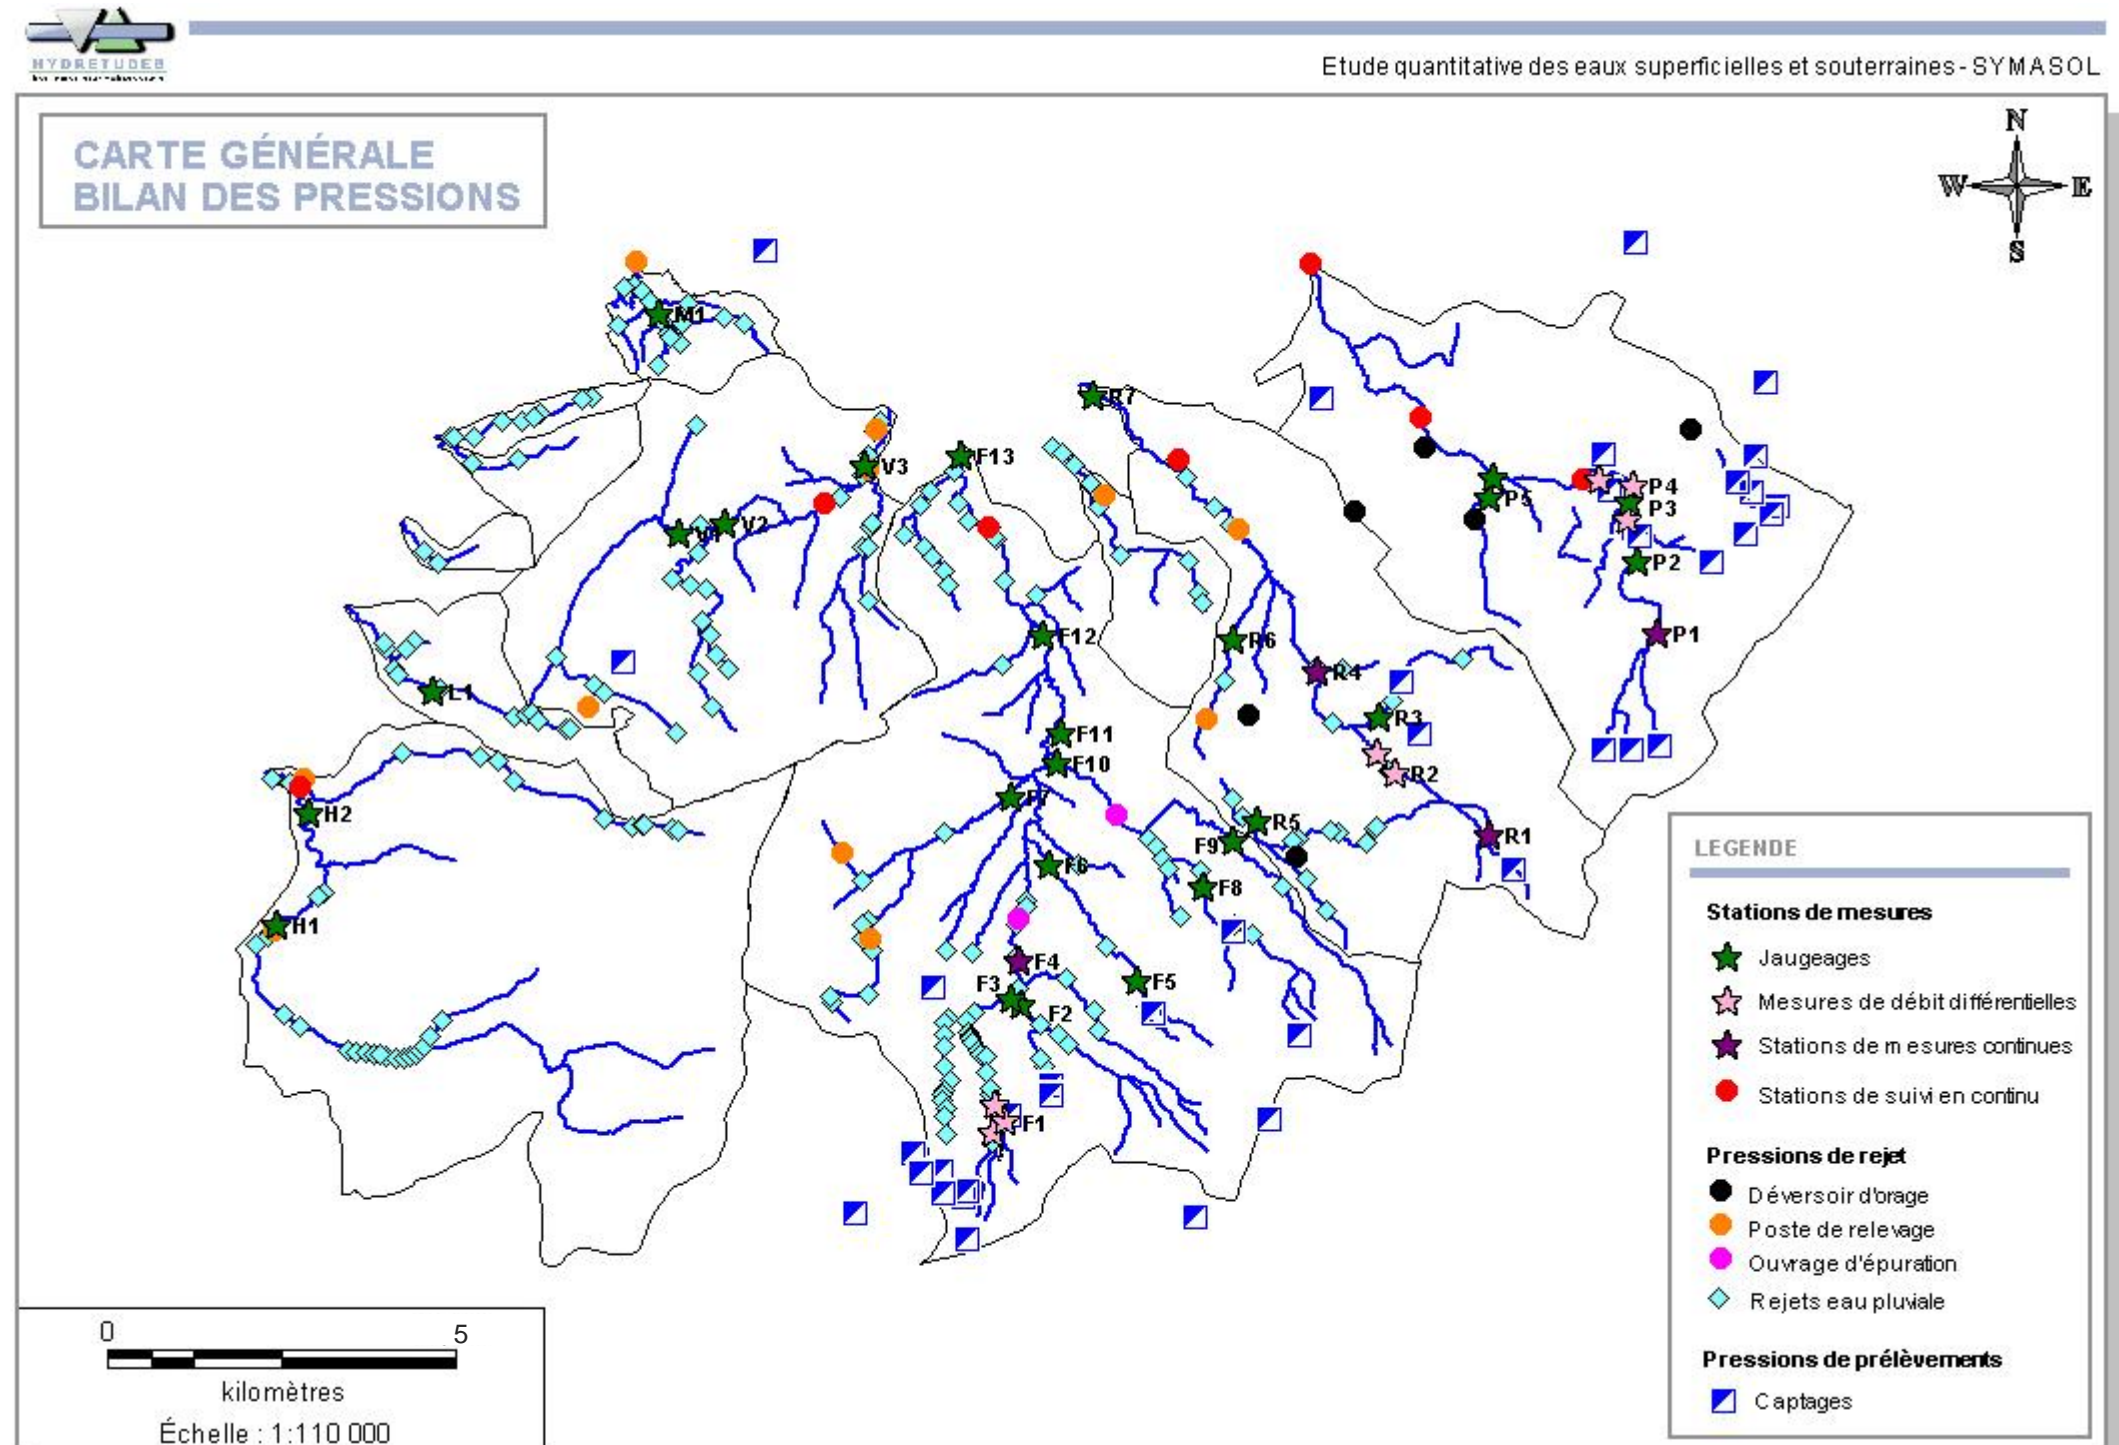 HYDRETUDES
Etude quantitative des eaux superficielles et souterraines - SYMASOL
CARTE GÉNÉRALE
BILAN DES PRESSIONS
N
W
E
S
M1
R7
V3
F13
P4
P3
P5
V1
V2
P2
F12
R6
P1
R4
L1
R3
F11
F10
R2
F7
H2
R5
R1
F9
F6
F8
H1
F4
F3
F5
F2
F1
LEGENDE
Stations de mesures
Jaugeages
Mesures de débit différentielles
Stations de mesures continues
Stations de suivi en continu
Pressions de rejet
Déversoir d'orage
Poste de relevage
Ouvrage d'épuration
Rejets eau pluviale
Pressions de prélèvements
Captages
0
5
kilomètres
Échelle : 1:110 000